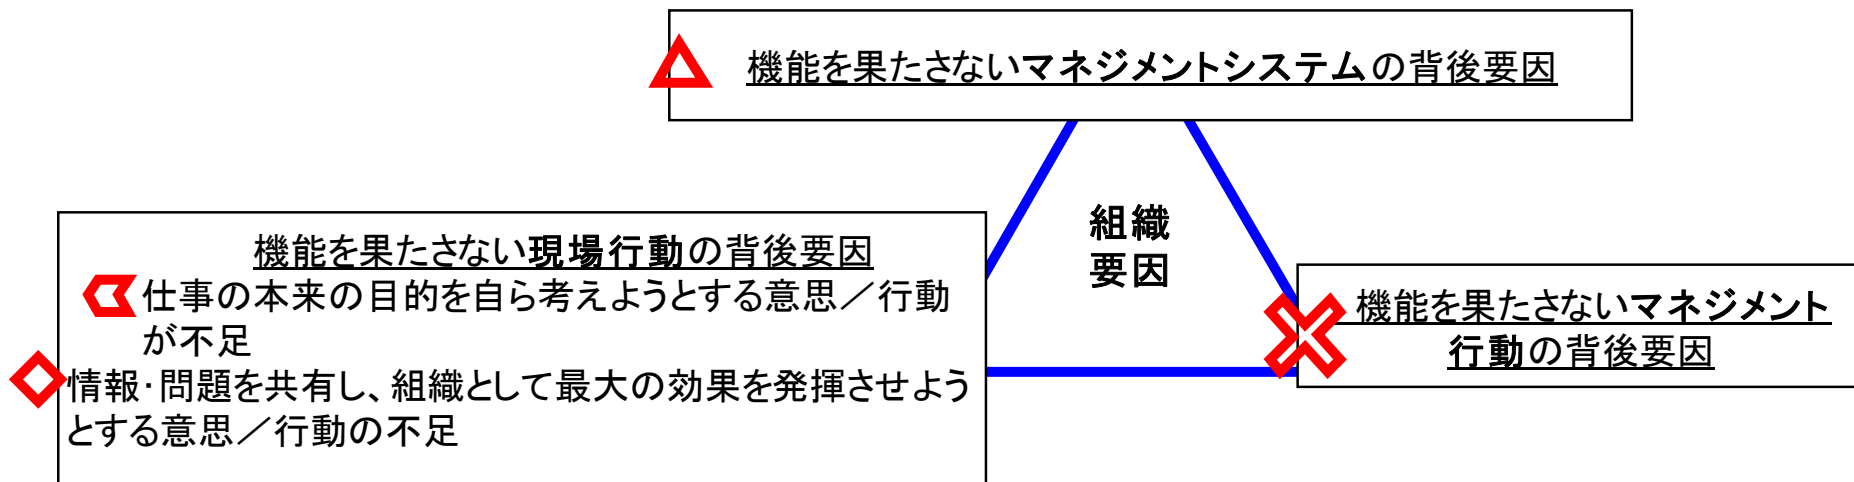 機能を果たさないマネジメントシステムの背後要因
組織
要因
機能を果たさない現場行動の背後要因
仕事の本来の目的を自ら考えようとする意思／行動
が不足
情報・問題を共有し、組織として最大の効果を発揮させよう
とする意思／行動の不足
機能を果たさないマネジメント
行動の背後要因